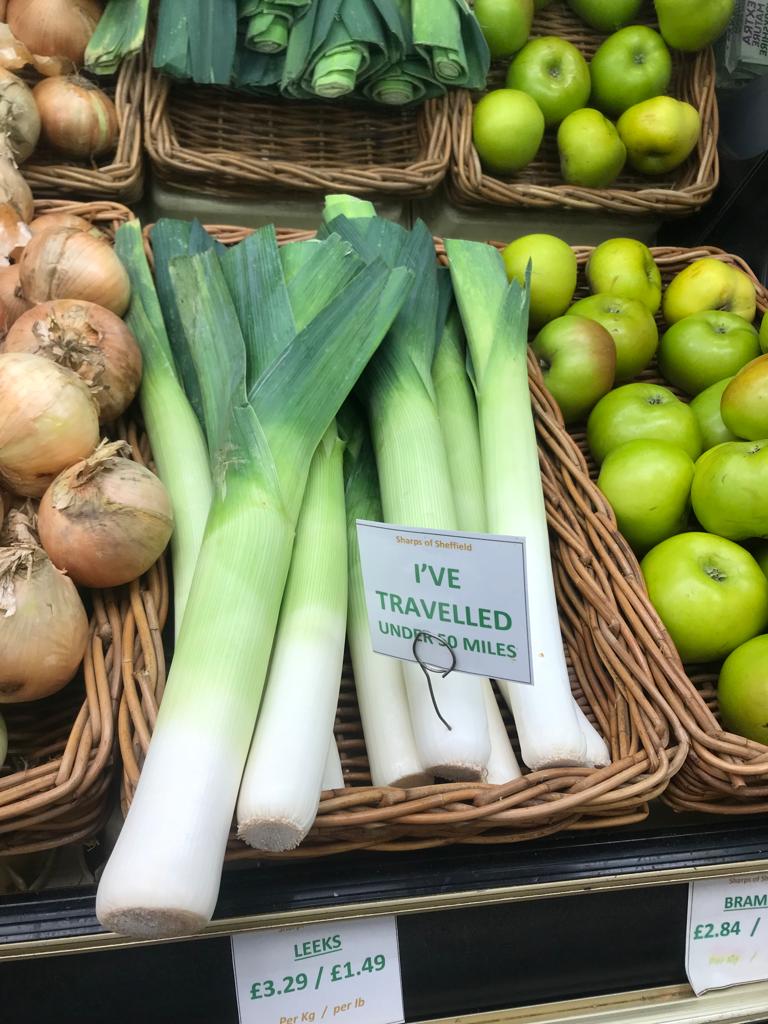 EXTRA
Sharps of Sheffield
I'VE
TRAVELLED
UNDER 50 MILES
LEEKS
£3.29 / £1.49
Per Kg / per lb
BRAM
£2.84 /